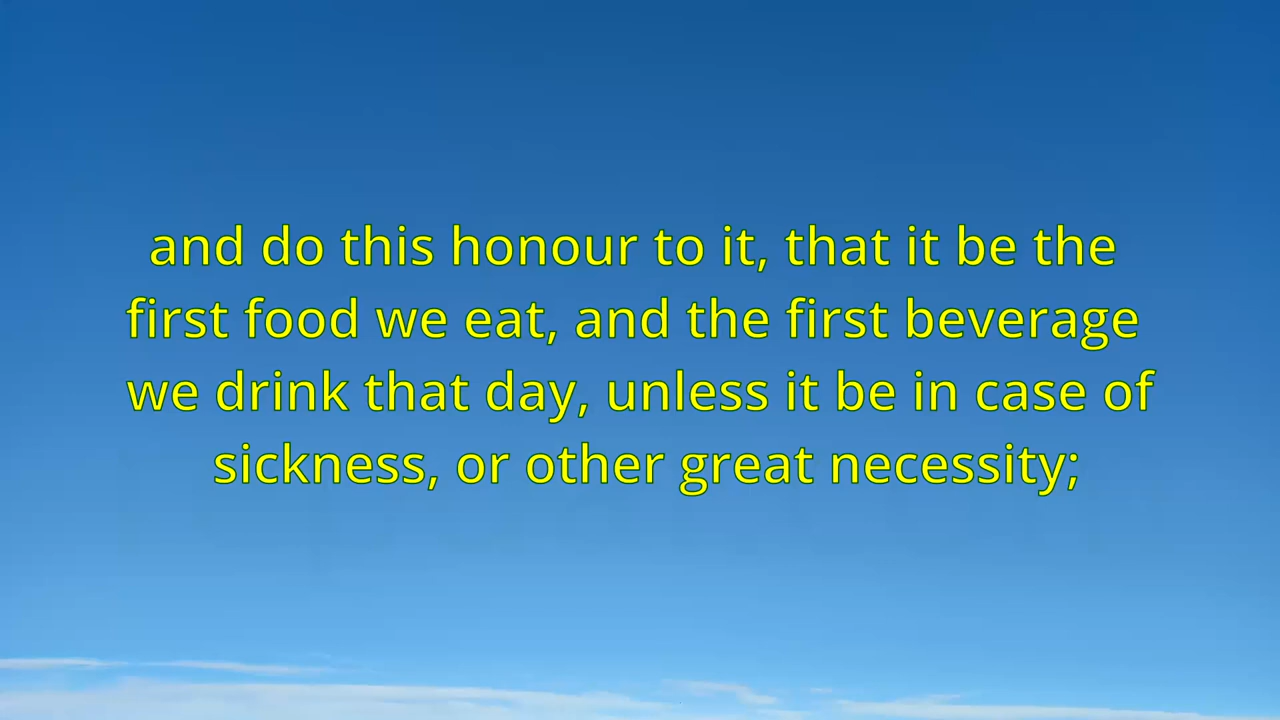 and do this honour to it, that it be the
first food we eat, and the first beverage
we drink that day, unless it be in case of
sickness, or other great necessity;